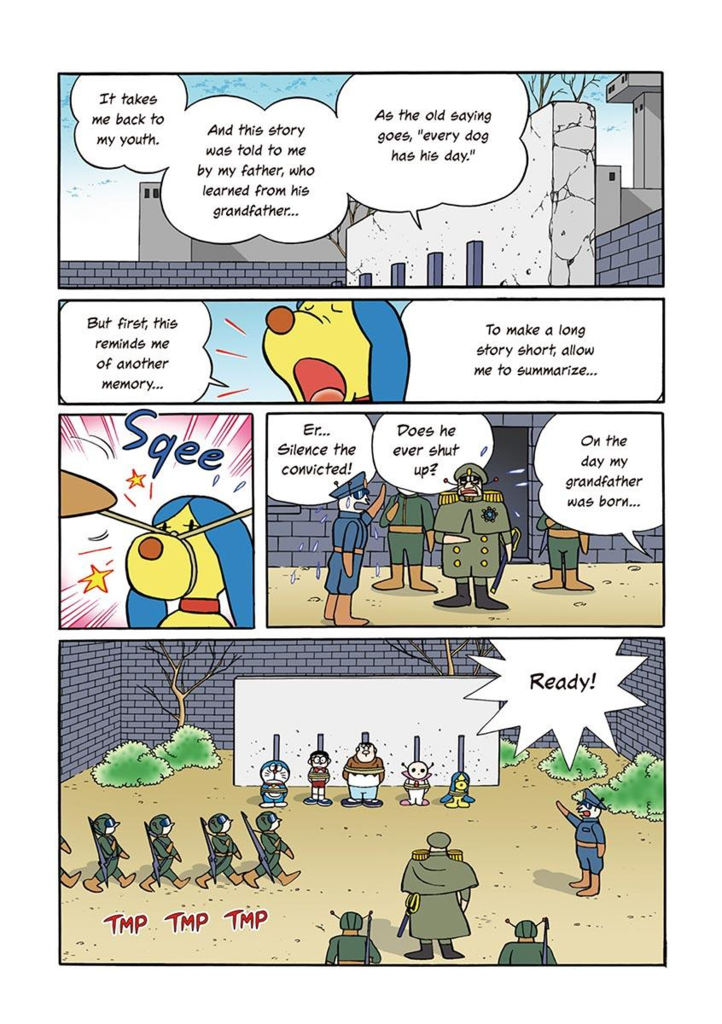 It takes
me back to
my youth.
And this story
was told to me
by my father, who
learned from his
grandfather...
As the old saying
goes, "every dog
has his day."
But first, this
reminds me
of another
memory...
To make a long
story short, allow
me to summarize...
Sqee
Er...
Silence the
convicted!
Does he
ever shut
up?
On the
day my
grandfather
was born...
Ready!
TMP TMP TMP